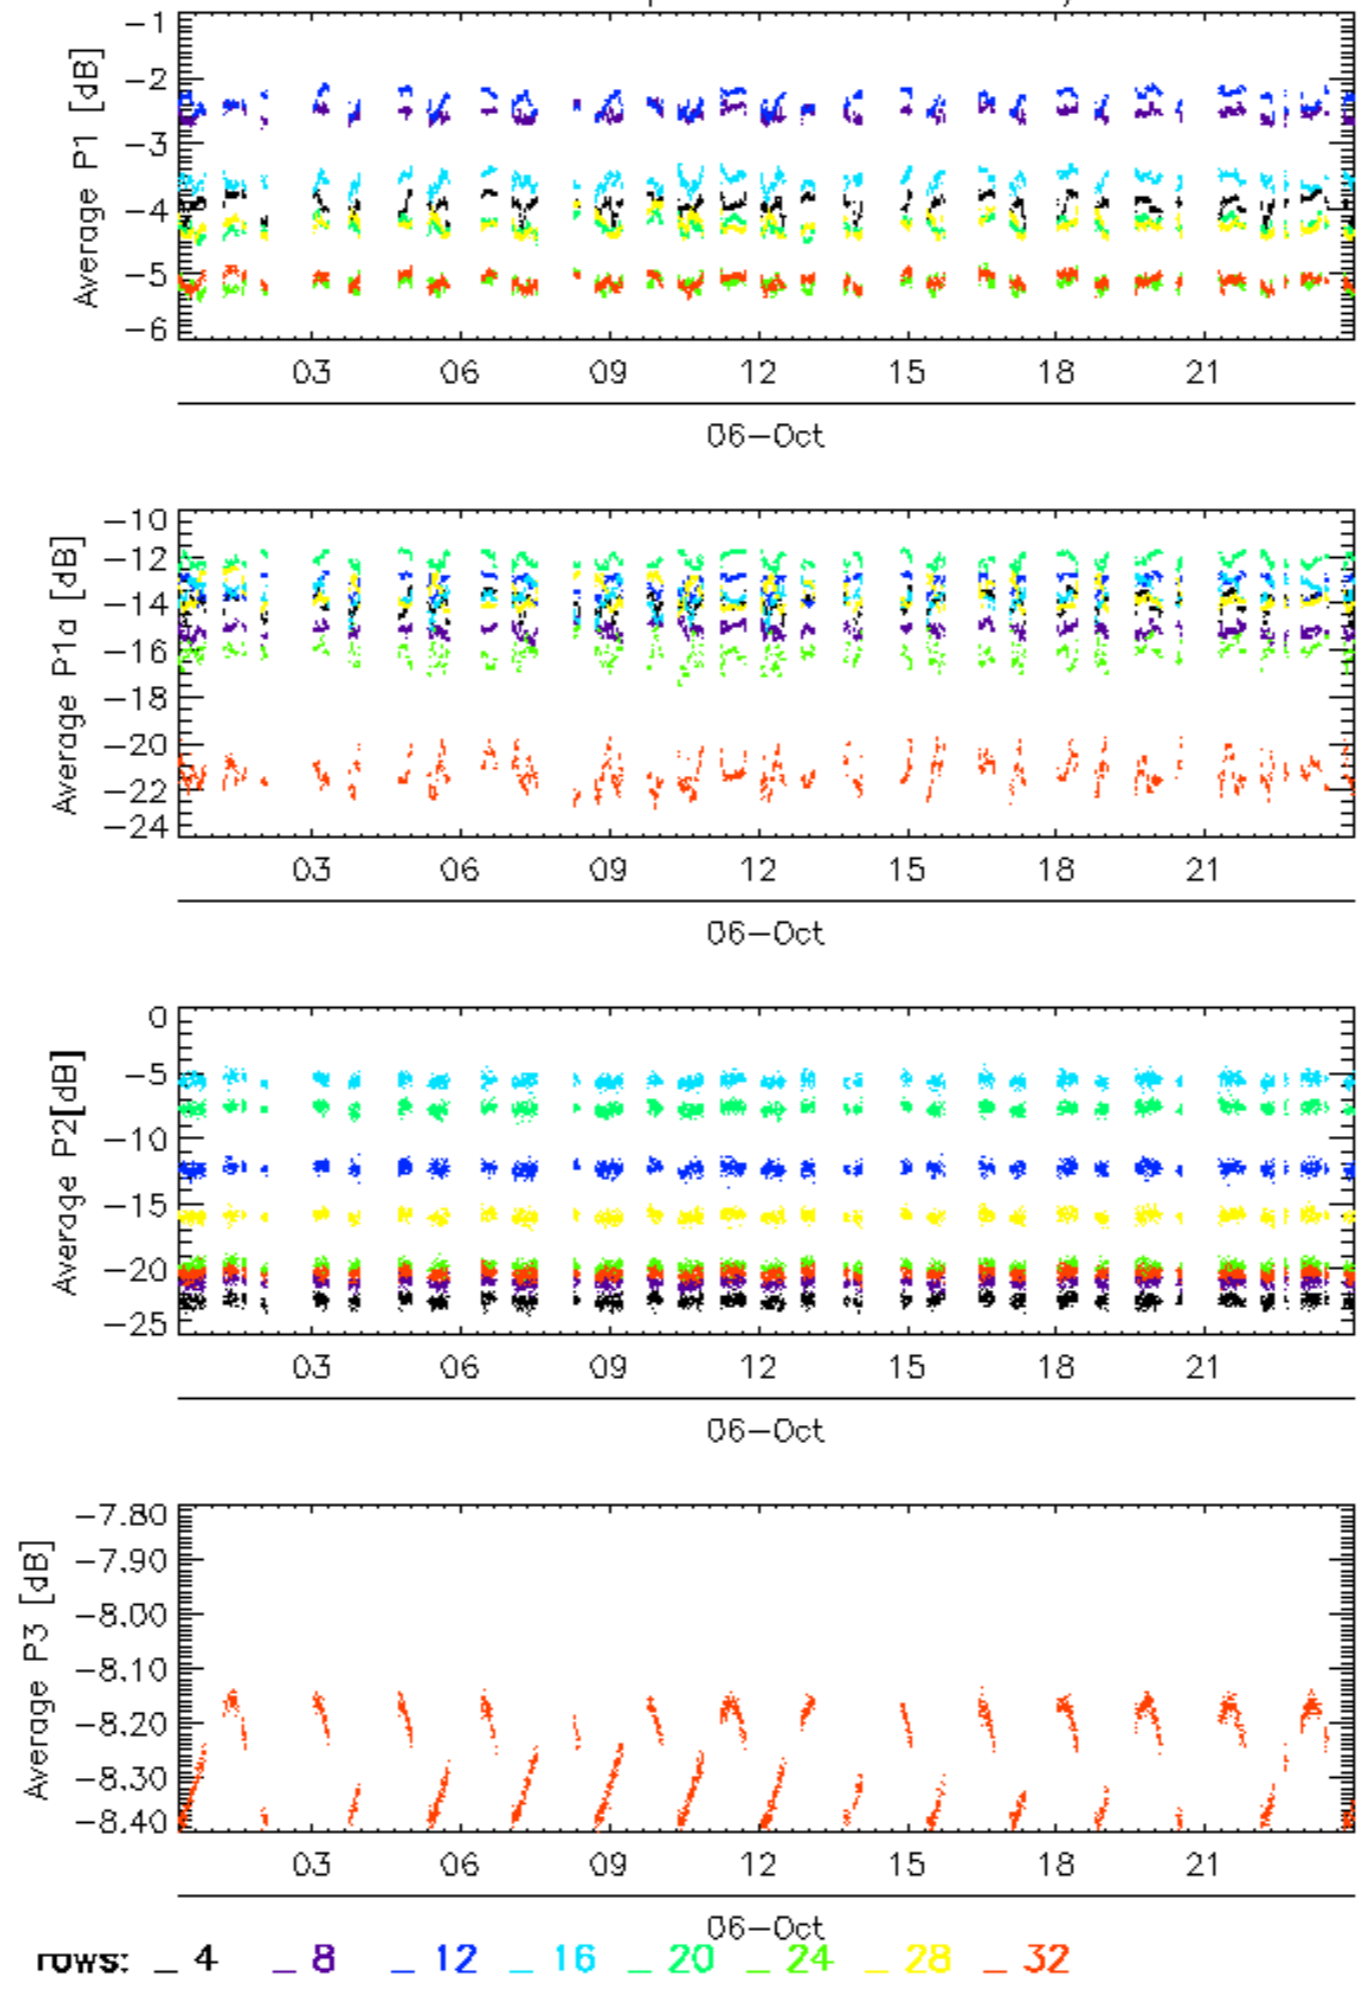 Average P1 [dB]
-1
-2
-3
-4
-5
-6
03 06 09 12 15 18 21
06-Oct
Average P1a [dB]
-10
-12
-14
-16
-18
-20
-22
-24
03 06 09 12 15 18 21
06-Oct
Average P2[dB]
0
-5
-10
-15
-20
-25
03 06 09 12 15 18 21
06-Oct
Average P3 [dB]
-7.80
-7.90
-8.00
-8.10
-8.20
-8.30
-8.40
03 06 09 12 15 18 21
06-Oct
rows: _ 4 _ 8 _ 12 _ 16 _ 20 _ 24 _ 28 _ 32